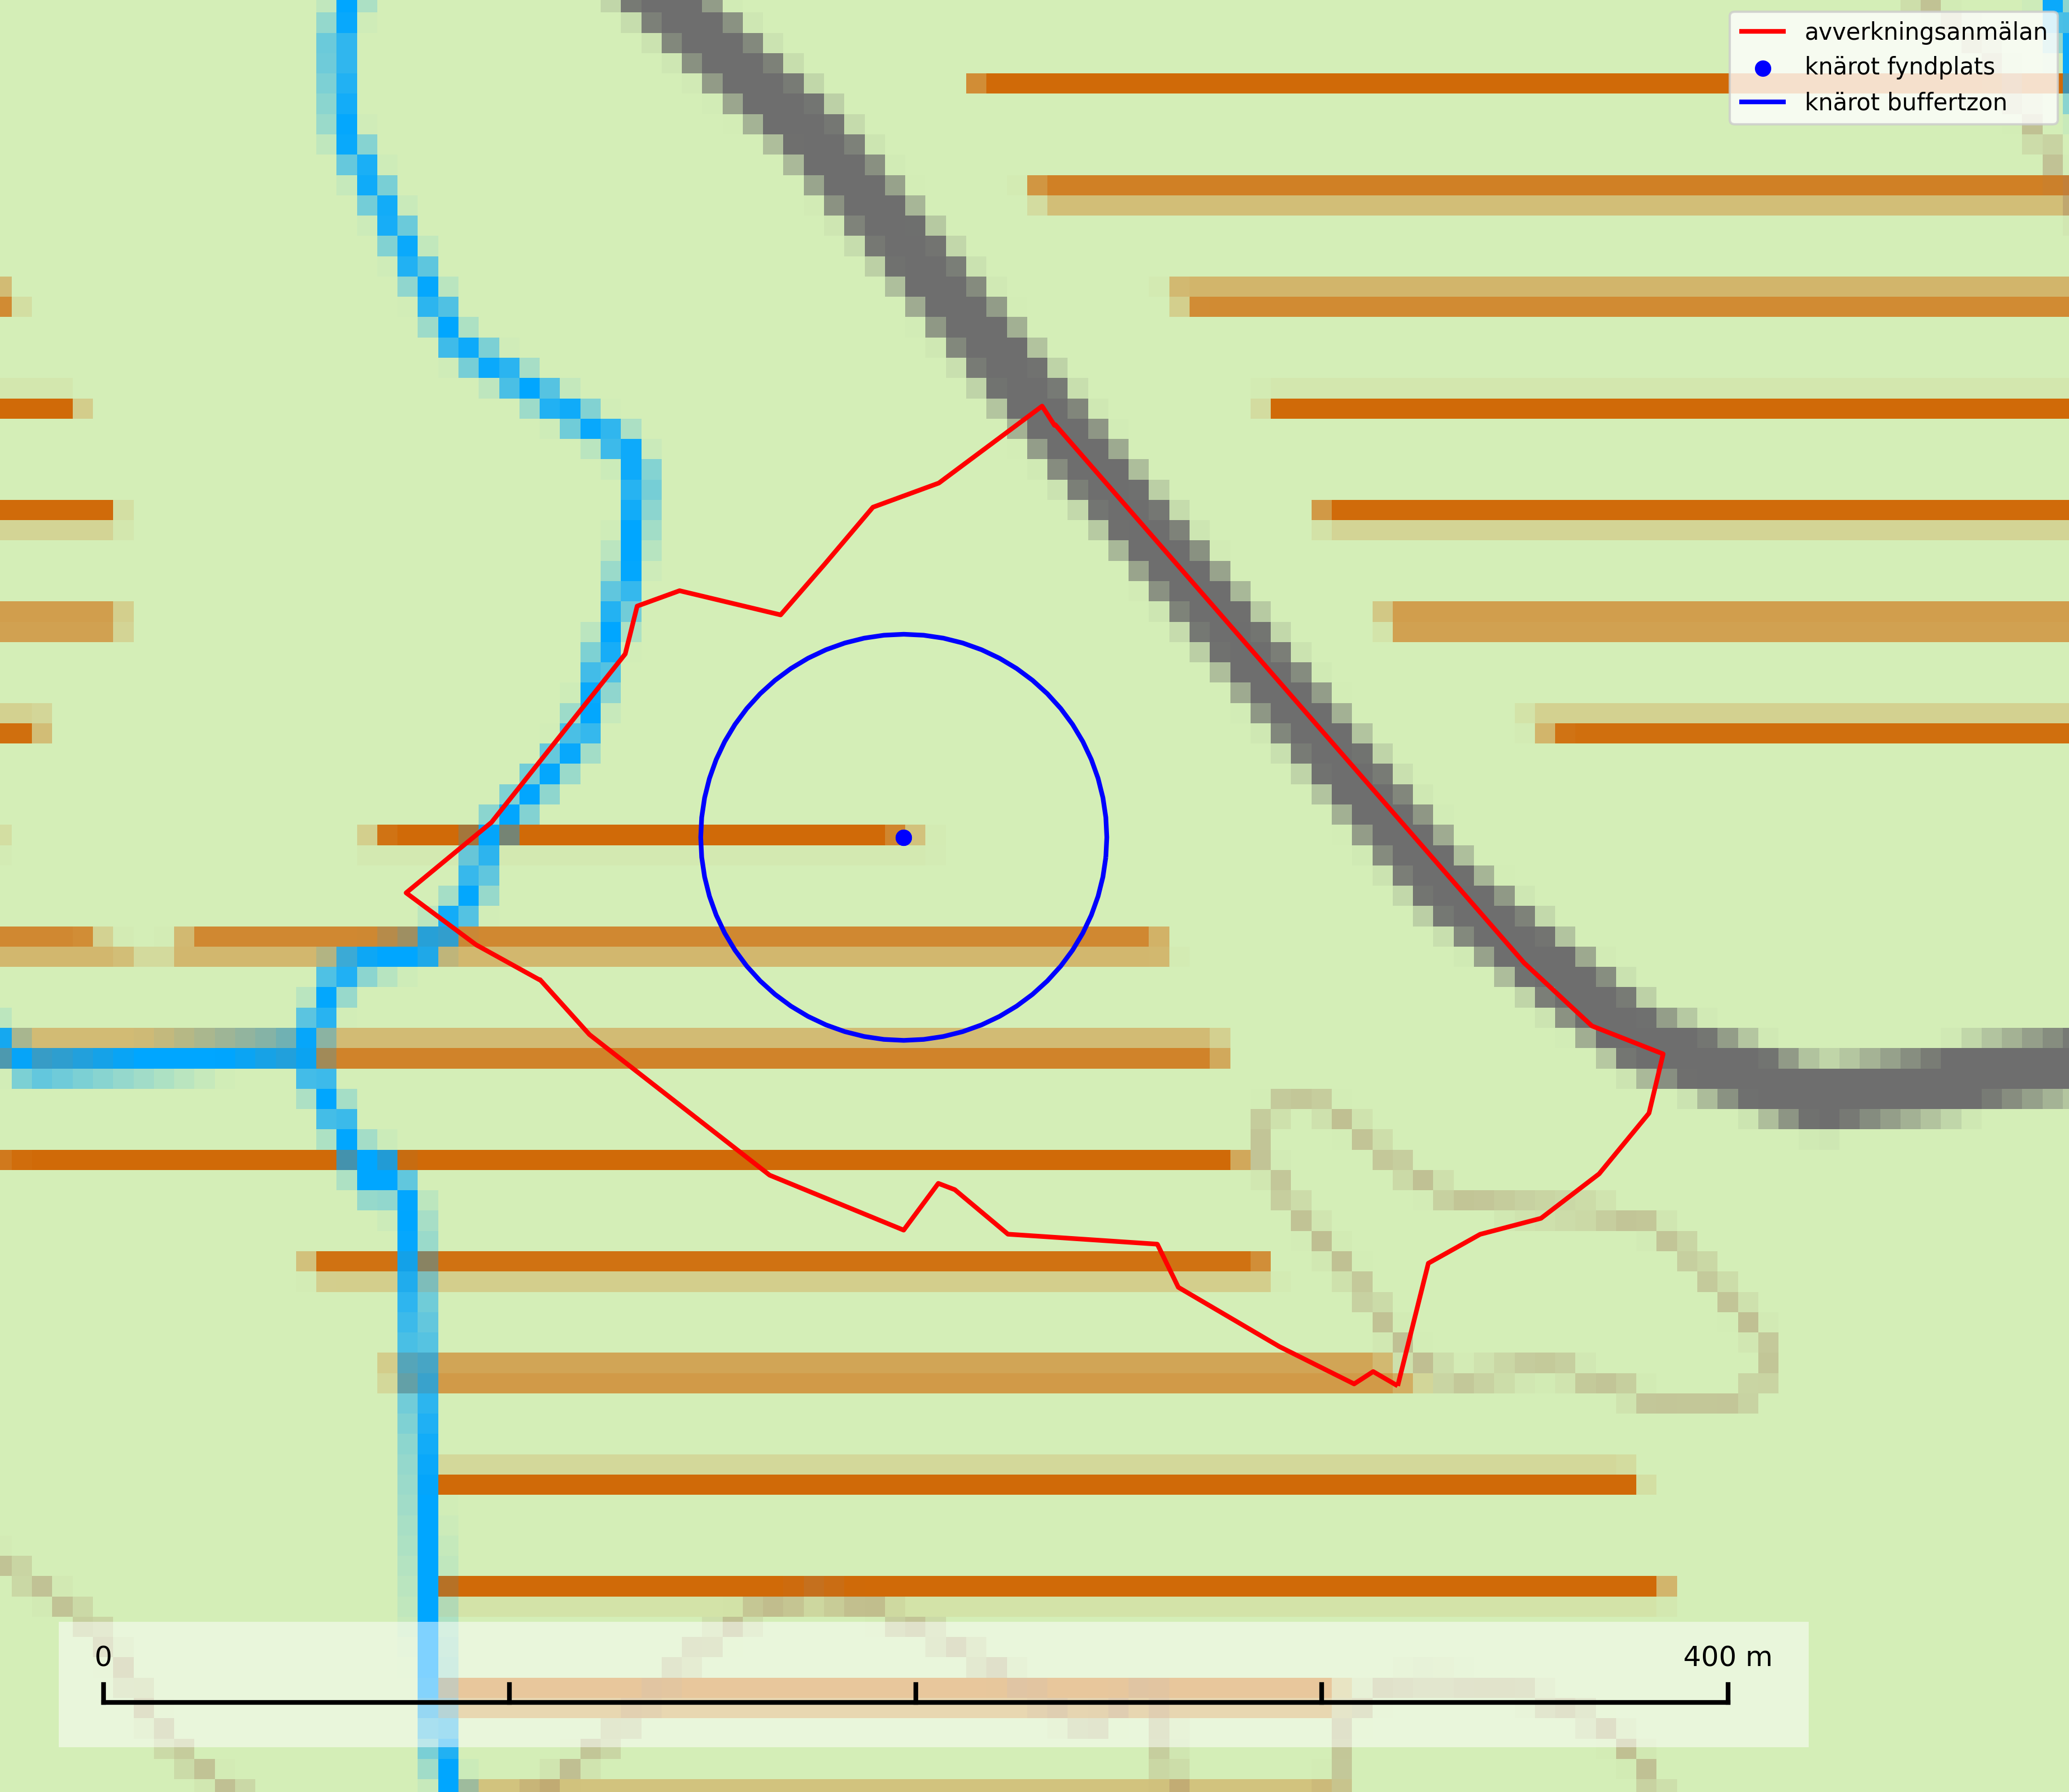 avverkningsanmälan
knärot fyndplats
knärot buffertzon
0
400 m